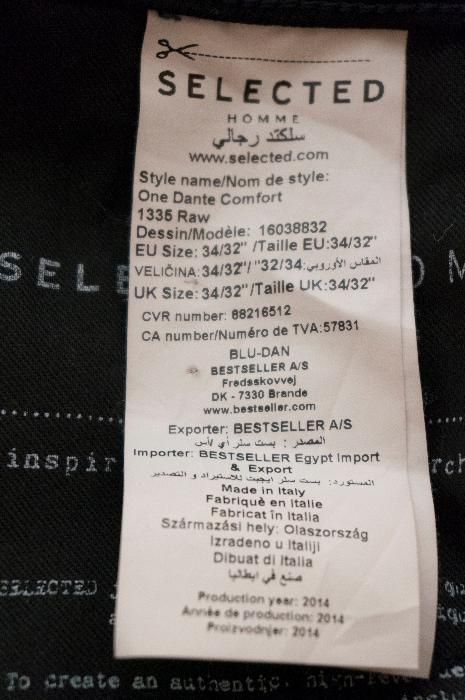 SELECTED
HOMME
سلكتد رجالي
www.selected.com
Style name/Nom de style:
One Dante Comfort
1335 Raw
Dessin/Modèle: 16038832
EU Size: 34/32" /Taille EU:34/32"
VELIČINA:34/32"/ "32/34:المقاس الأوروبي
UK Size: 34/32"/Taille UK:34/32"
CVR number: 88216512
CA number/Numéro de TVA:57831
BLU-DAN
BESTSELLER A/S
Fredsskovvej
DK - 7330 Brande
www.bestseller.com
Exporter: BESTSELLER A/S
المصدر : بست سلر أي /أس
Importer: BESTSELLER Egypt Import
& Export
المستورد: بست سلر ايجبت للاستيراد و التصدير
Made in Italy
Fabriqué en Italie
Fabricat în Italia
Származási hely: Olaszország
Izradeno u Italiji
Dibuat di Italia
صنع في ايطاليا
Production year: 2014
Année de production: 2014
Proizvodnjer: 2014
SEL
M
inspir
SELECTED
To create an authentic, high-leve